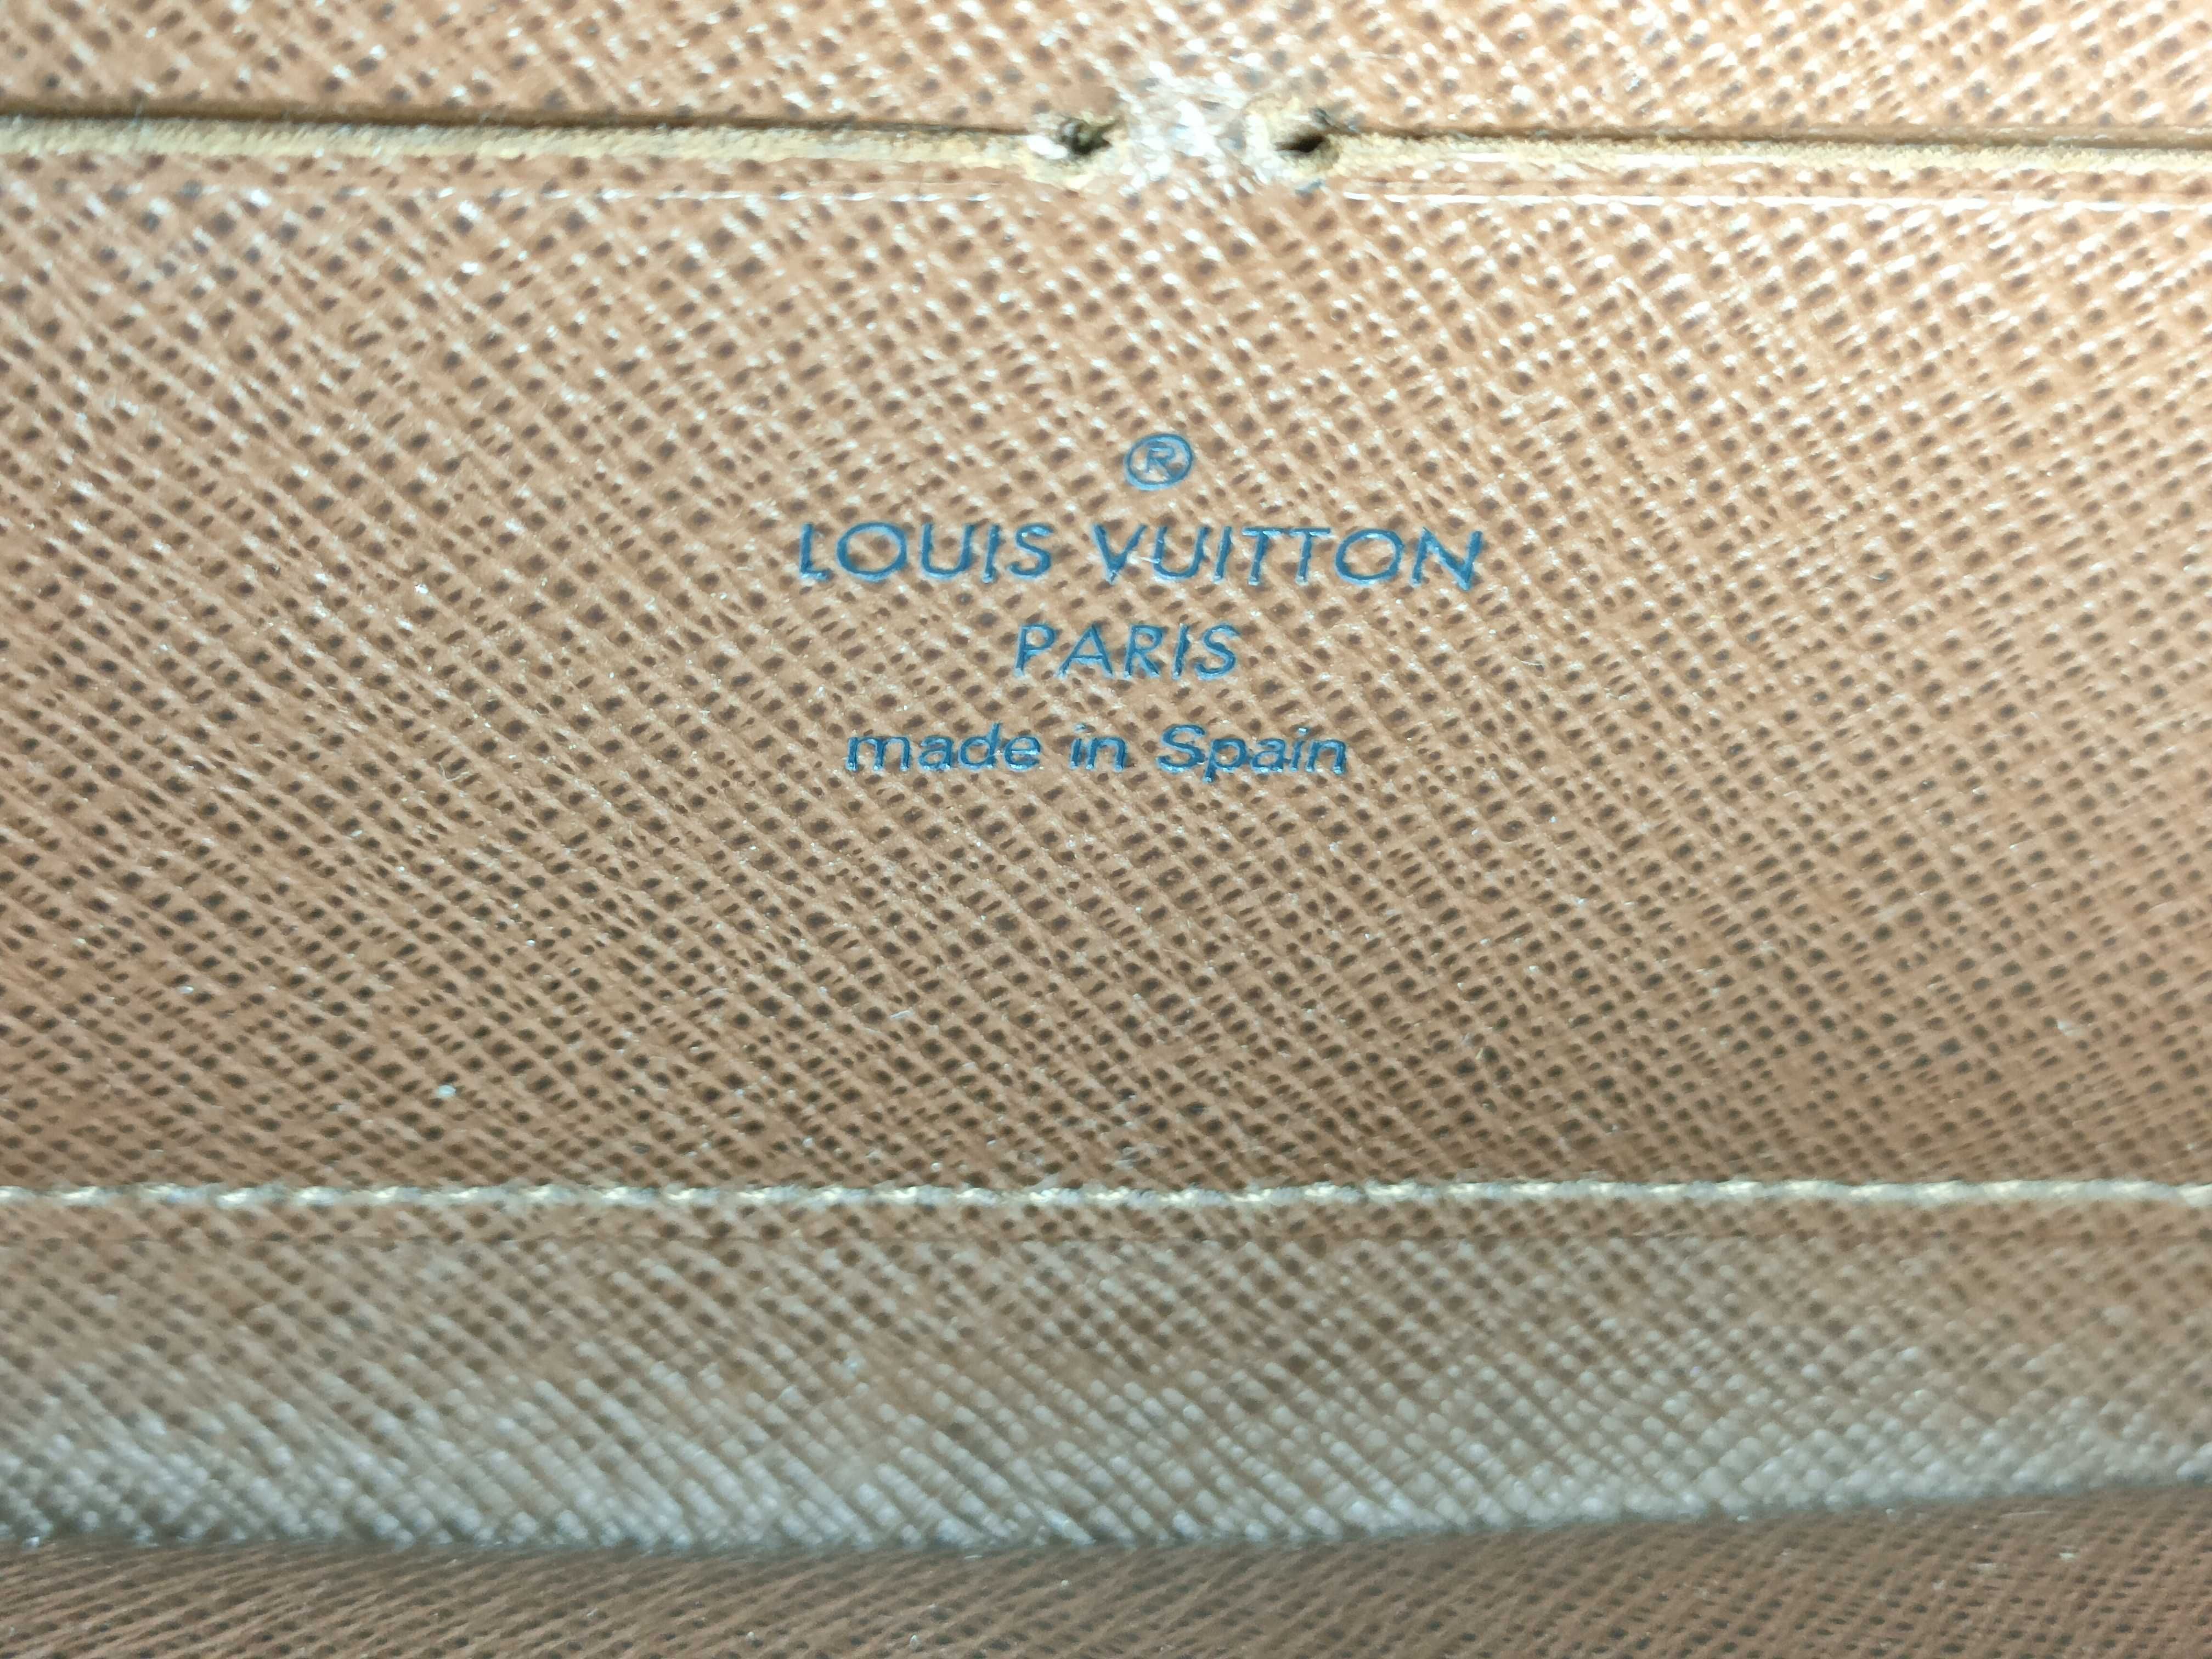 ®
LOUIS VUITTON
PARIS
made in Spain